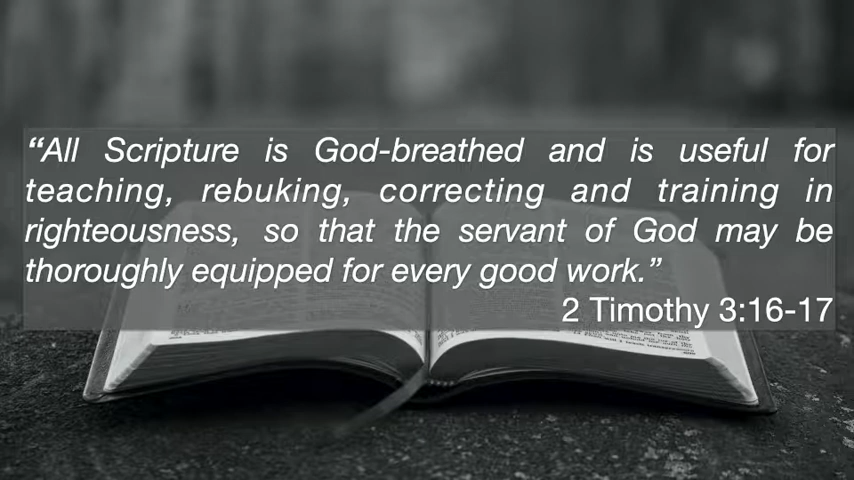 “All Scripture is God-breathed and is useful for
teaching, rebuking, correcting and training in
righteousness, so that the servant of God may be
thoroughly equipped for every good work.”
2 Timothy 3:16-17